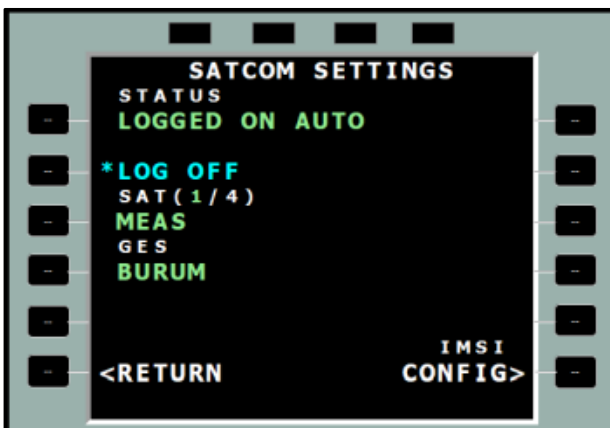 SATCOM SETTINGS
STATUS
LOGGED ON AUTO
*LOG OFF
SAT(1/4)
MEAS
GES
BURUM
IMSI
<RETURN CONFIG>